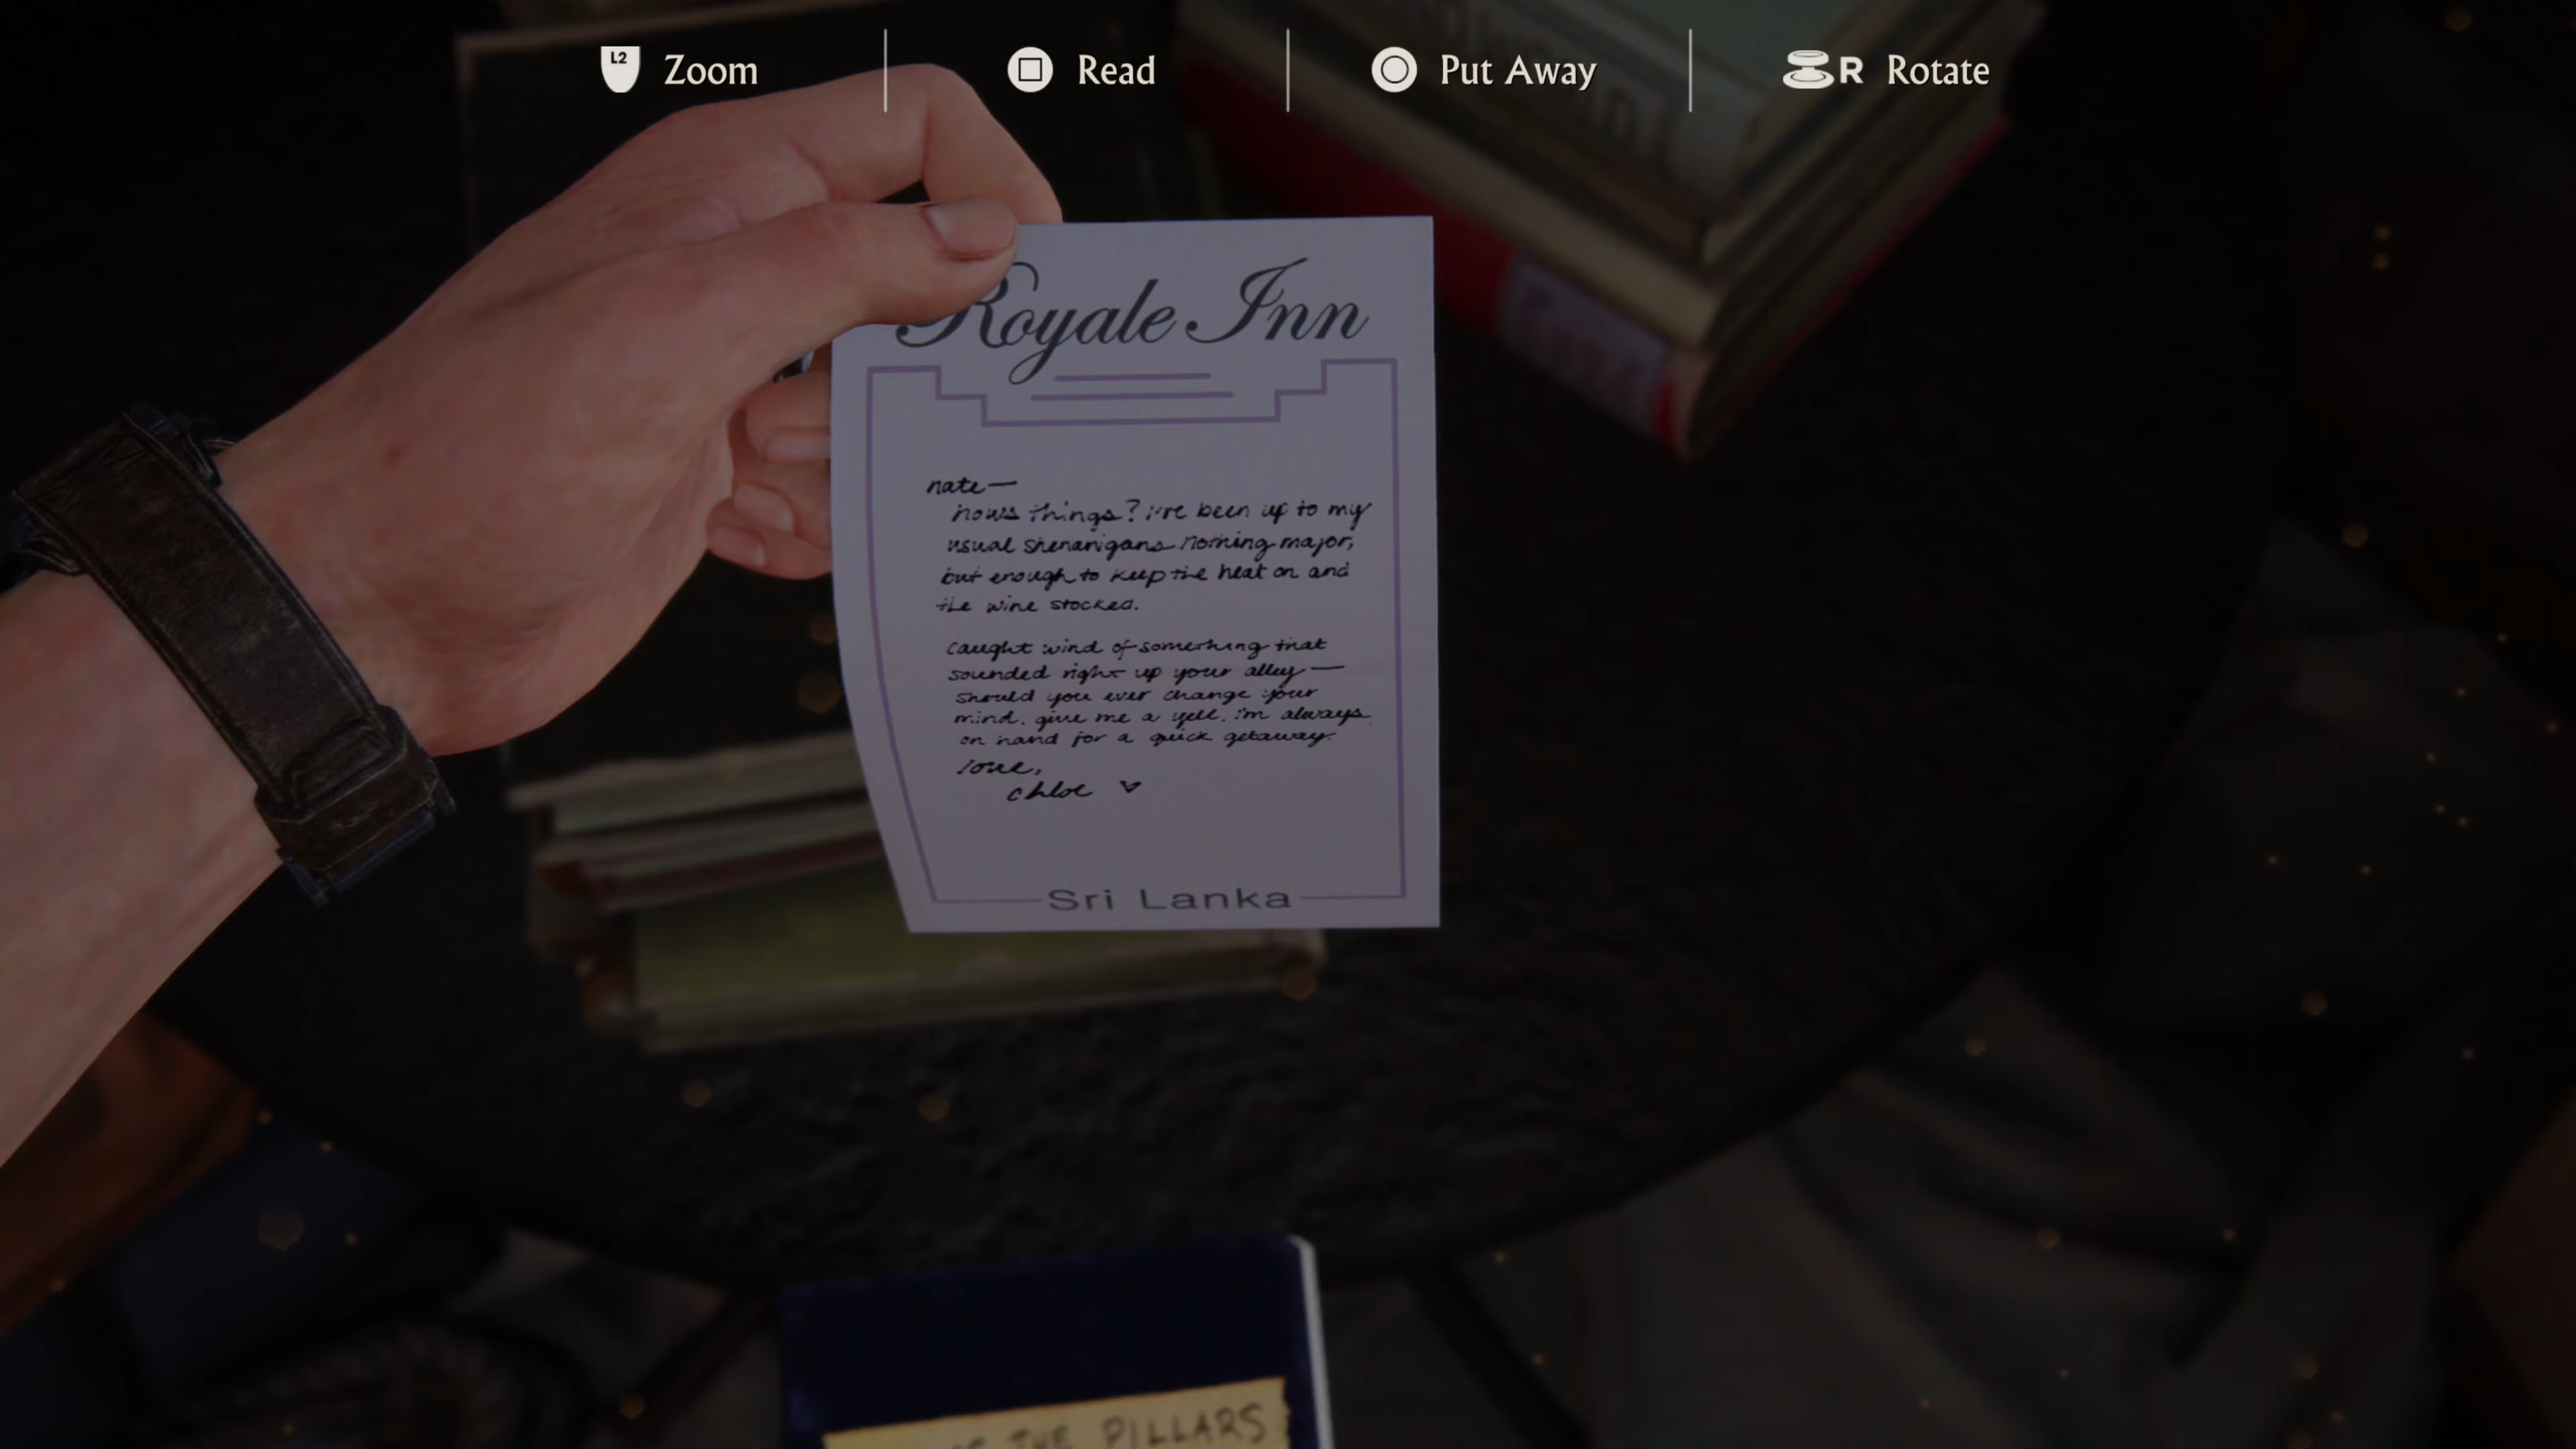 L2 Zoom
Read
Put Away
R Rotate
Royale Inn
nate—
hows things? i've been up to my
usual shenanigans. nothing major,
but enough to keep the heat on and
the wine stocked.
caught wind of something that
sounded right up your alley—
should you ever change your
mind. give me a yell. i'm always
on hand for a quick getaway.
love,
chloe
Sri Lanka
THE PILLARS